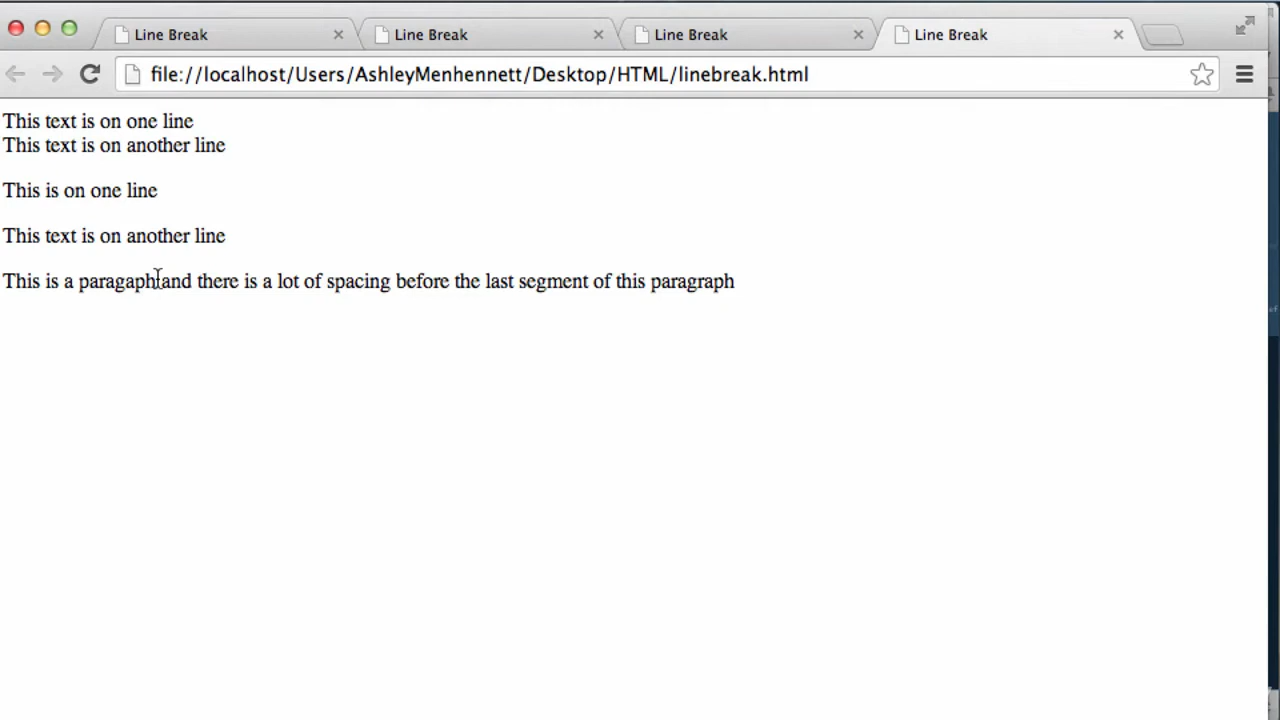 Line Break
Line Break
Line Break
Line Break
file://localhost/Users/AshleyMenhennett/Desktop/HTML/linebreak.html
This text is on one line
This text is on another line
This is on one line
This text is on another line
This is a paragaph and there is a lot of spacing before the last segment of this paragraph